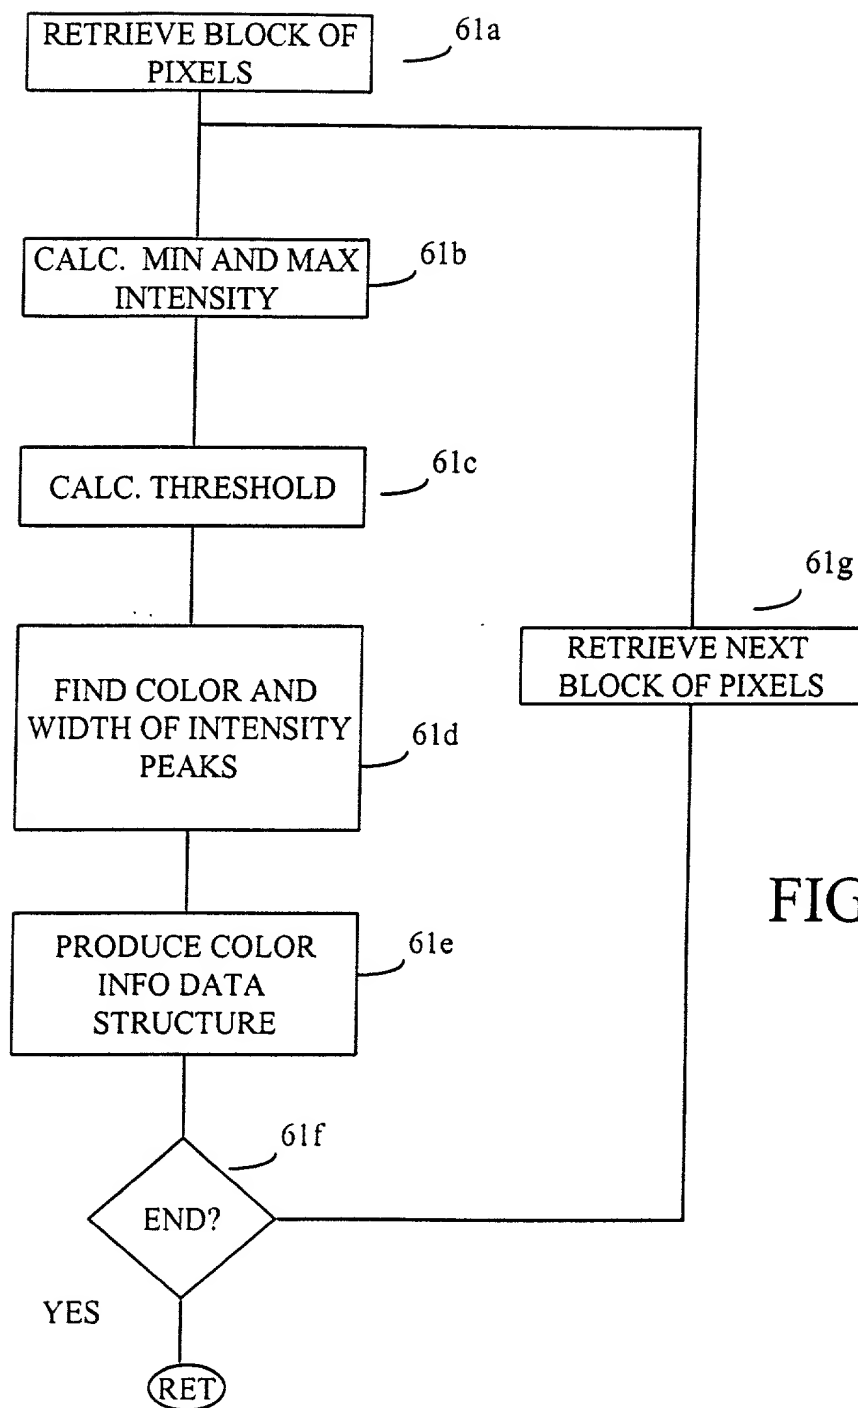 RETRIEVE BLOCK OF
PIXELS
61a
CALC. MIN AND MAX
INTENSITY
61b
CALC. THRESHOLD
61c
61g
RETRIEVE NEXT
BLOCK OF PIXELS
FIND COLOR AND
WIDTH OF INTENSITY
PEAKS
61d
FIG
PRODUCE COLOR
INFO DATA
STRUCTURE
61e
61f
END?
YES
RET